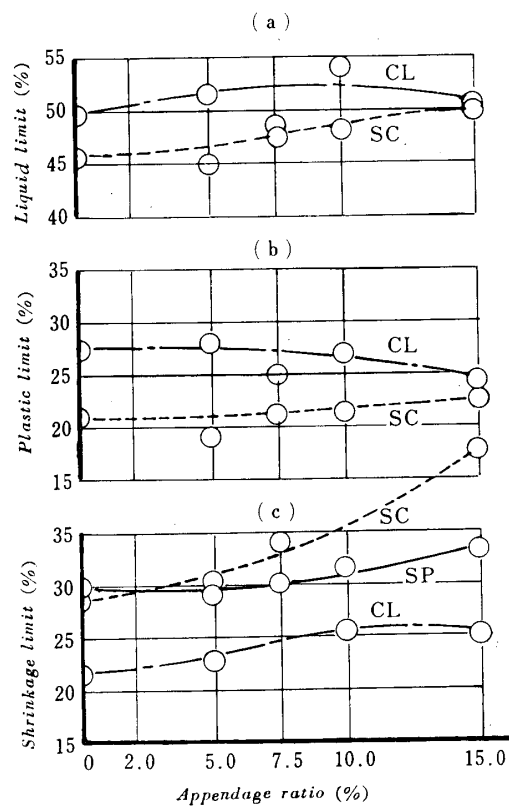 ( a )
55
50
45
40
Liquid limit (%)
CL
SC
( b )
35
30
25
20
15
Plastic limit (%)
CL
SC
( c )
35
30
25
20
15
Shrinkage limit (%)
SC
SP
CL
0 2.0 5.0 7.5 10.0 15.0
Appendage ratio (%)